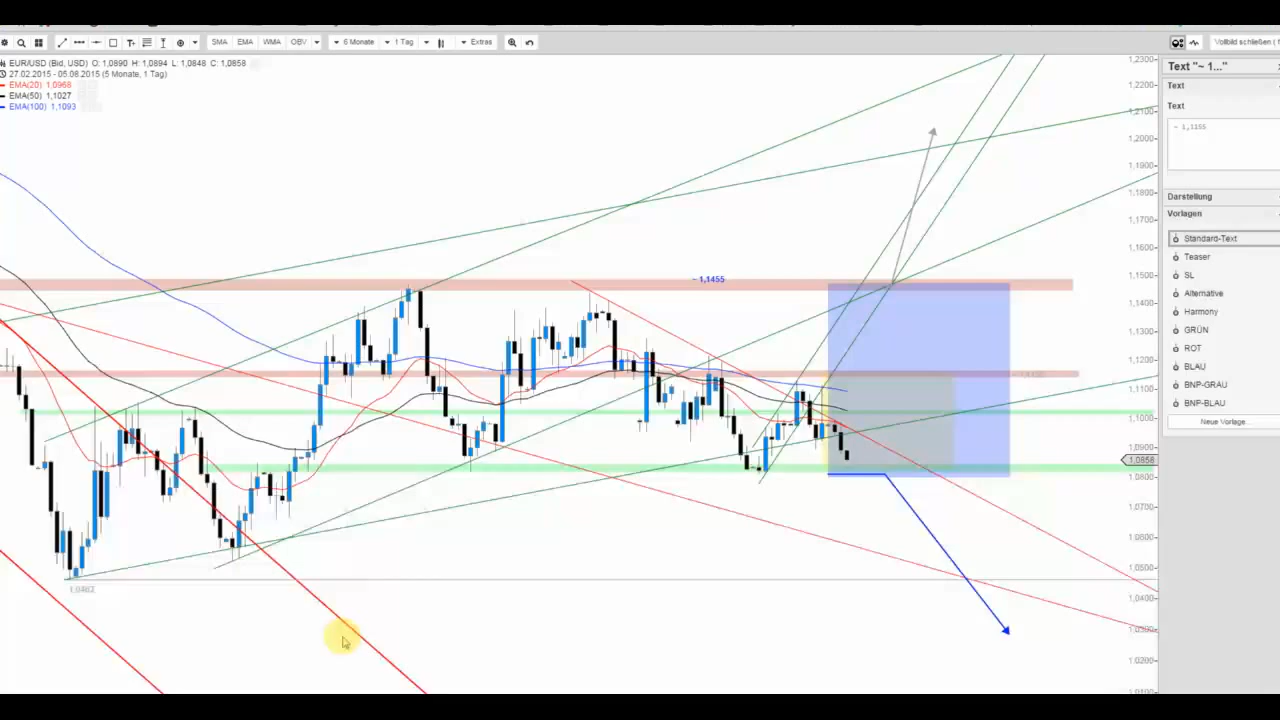 SMA EMA WMA OBV 6 Monate 1 Tag Extras Vollbild schließen (
EUR/USD (Bid, USD) O: 1,0890 H: 1,0894 L: 1,0848 C: 1,0858
27.02.2015 - 05.08.2015 (5 Monate, 1 Tag)
EMA(20) 1,0968
EMA(50) 1,1027
EMA(100) 1,1093
~ 1,1455
1,0462
1,2300
1,2200
1,2100
1,2000
1,1900
1,1800
1,1700
1,1600
1,1500
1,1400
1,1300
1,1200
1,1100
1,1000
1,0900
1,0858
1,0800
1,0700
1,0600
1,0500
1,0400
1,0300
1,0200
1,0100
Text "~ 1..."
Text
Text
~ 1,1155
Darstellung
Vorlagen
Standard-Text
Teaser
SL
Alternative
Harmony
GRÜN
ROT
BLAU
BNP-GRAU
BNP-BLAU
Neue Vorlage...